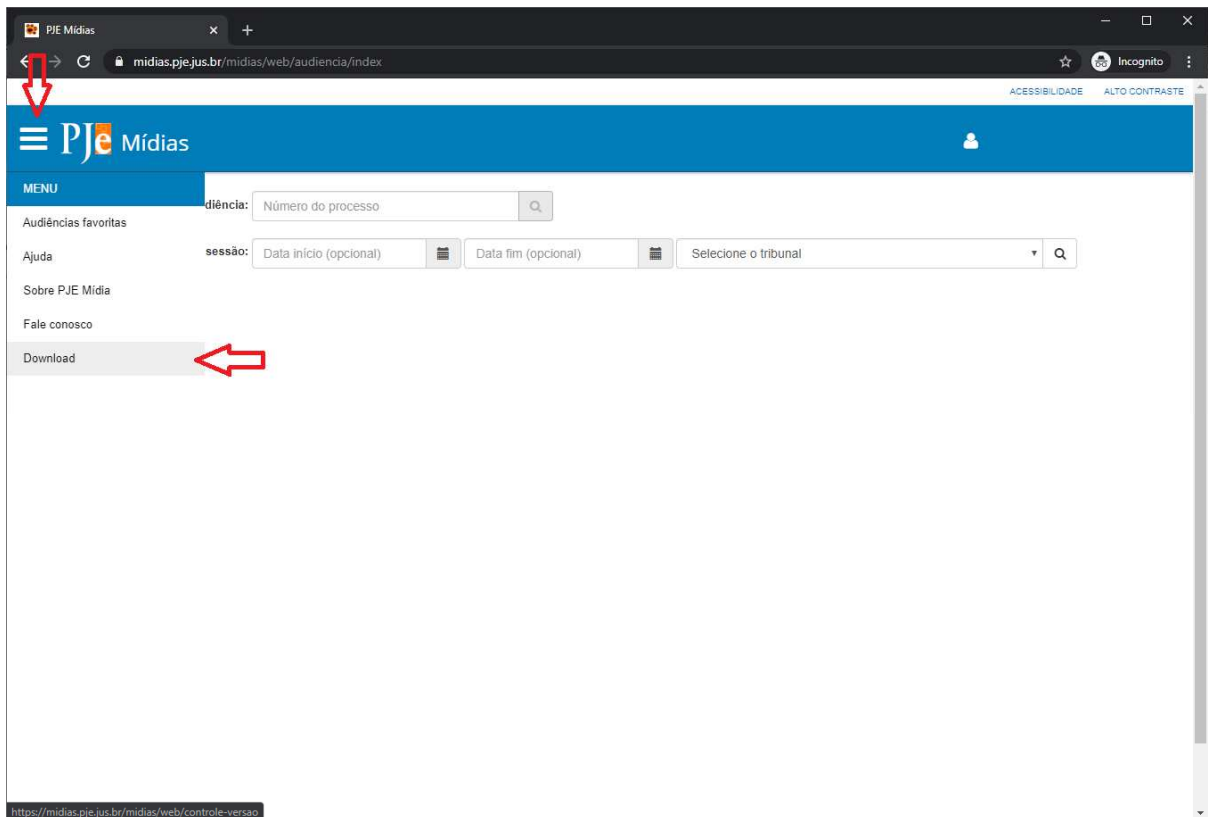 PJE Mídias
midias.pje.jus.br/midias/web/audiencia/index
Incognito
ACESSIBILIDADE ALTO CONTRASTE
PJe Mídias
MENU
diência: Número do processo
Audiências favoritas
sessão: Data início (opcional) Data fim (opcional) Selecione o tribunal
Ajuda
Sobre PJE Mídia
Fale conosco
Download
https://midias.pje.jus.br/midias/web/controle-versao